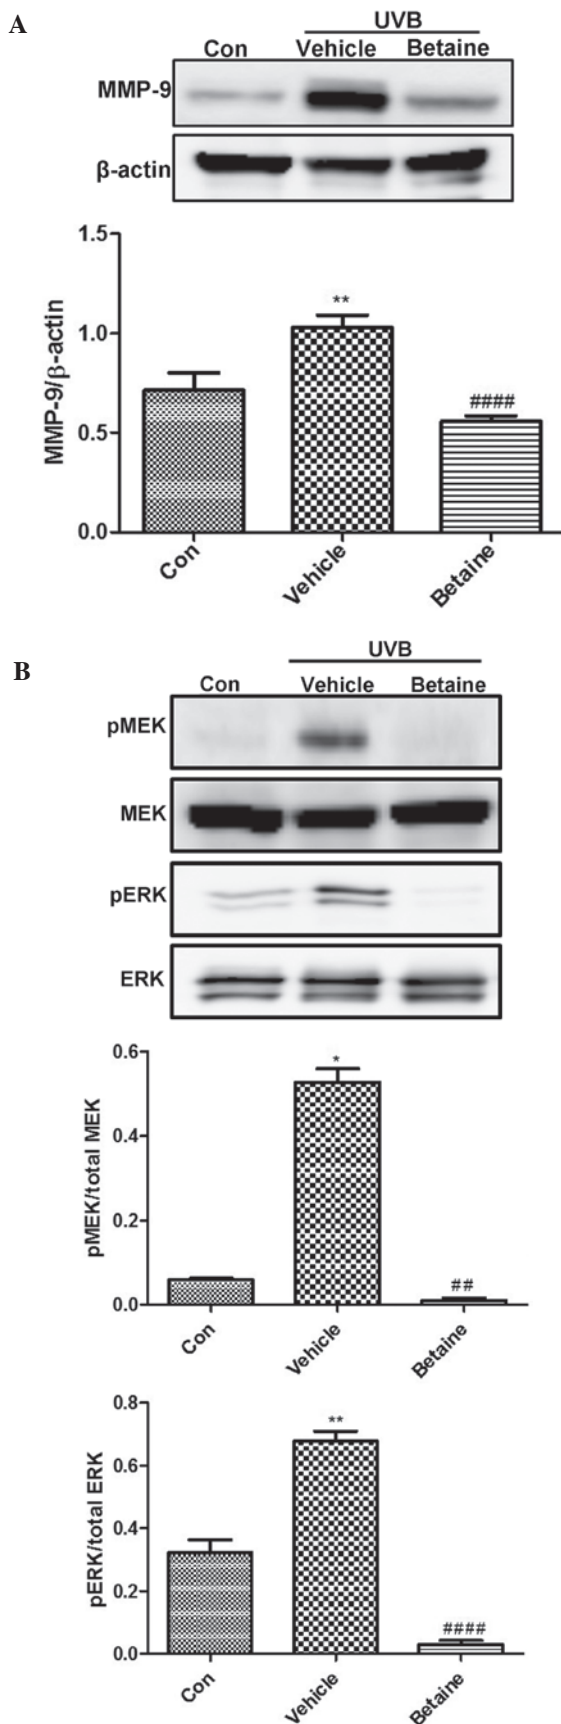 A
UVB
Con Vehicle Betaine
MMP-9
β-actin
MMP-9/β-actin
1.5
1.0
0.5
0.0
**
####
Con Vehicle Betaine
B
UVB
Con Vehicle Betaine
pMEK
MEK
pERK
ERK
pMEK/total MEK
0.6
0.4
0.2
0.0
*
##
Con Vehicle Betaine
pERK/total ERK
0.8
0.6
0.4
0.2
0.0
**
####
Con Vehicle Betaine